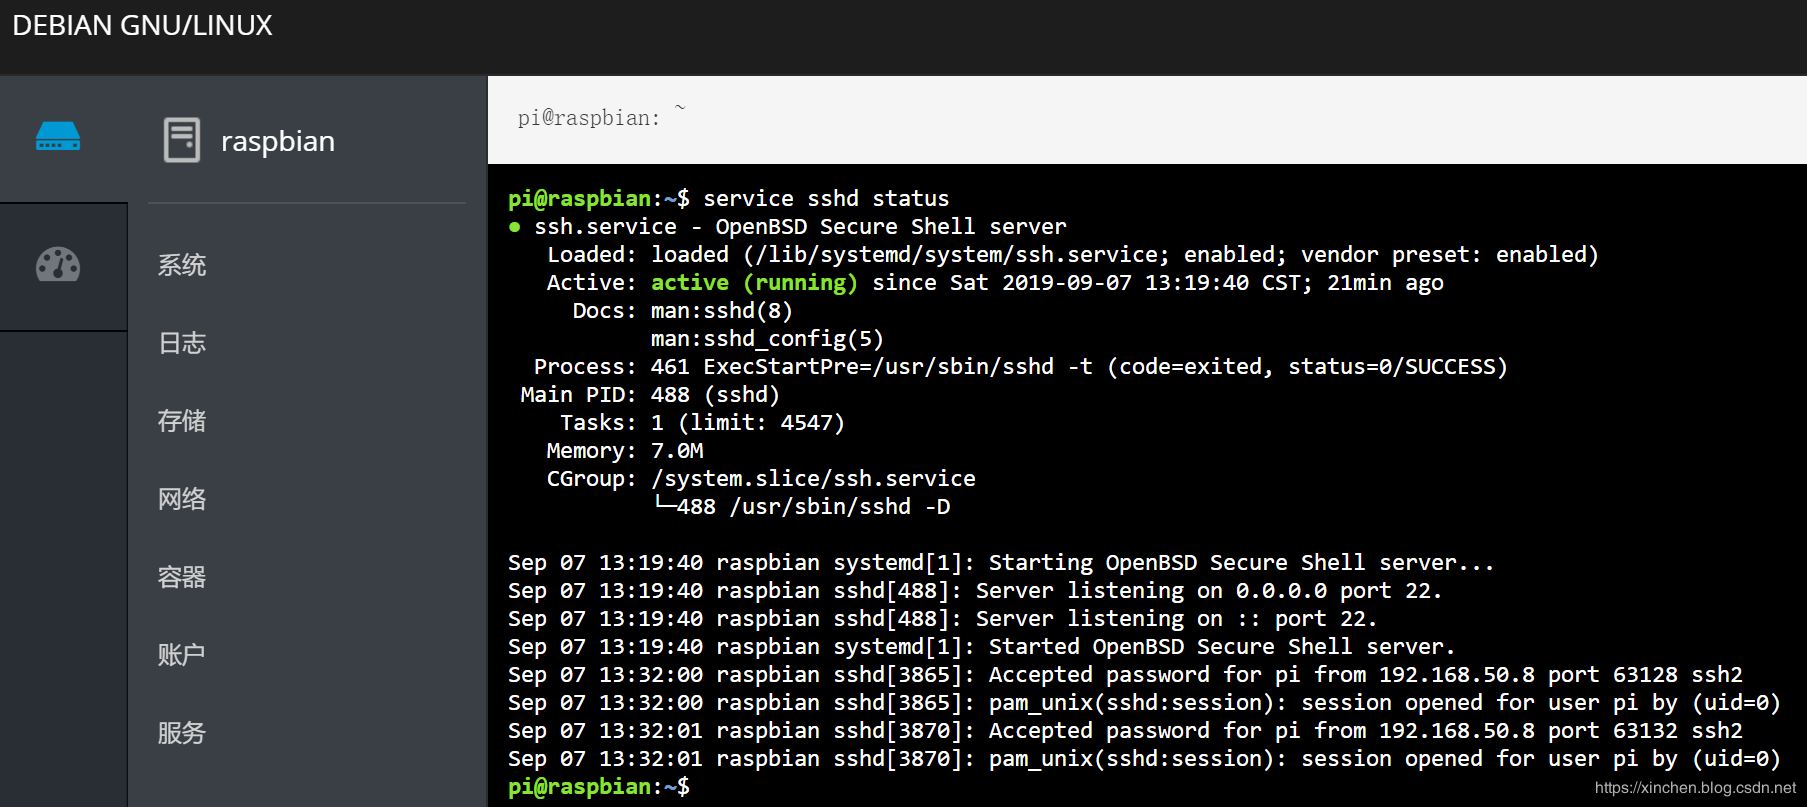 DEBIAN GNU/LINUX
raspbian
系统
日志
存储
网络
容器
账户
服务
pi@raspbian: ~
pi@raspbian:~$ service sshd status
● ssh.service - OpenBSD Secure Shell server
Loaded: loaded (/lib/systemd/system/ssh.service; enabled; vendor preset: enabled)
Active: active (running) since Sat 2019-09-07 13:19:40 CST; 21min ago
Docs: man:sshd(8)
man:sshd_config(5)
Process: 461 ExecStartPre=/usr/sbin/sshd -t (code=exited, status=0/SUCCESS)
Main PID: 488 (sshd)
Tasks: 1 (limit: 4547)
Memory: 7.0M
CGroup: /system.slice/ssh.service
└─488 /usr/sbin/sshd -D
Sep 07 13:19:40 raspbian systemd[1]: Starting OpenBSD Secure Shell server...
Sep 07 13:19:40 raspbian sshd[488]: Server listening on 0.0.0.0 port 22.
Sep 07 13:19:40 raspbian sshd[488]: Server listening on :: port 22.
Sep 07 13:19:40 raspbian systemd[1]: Started OpenBSD Secure Shell server.
Sep 07 13:32:00 raspbian sshd[3865]: Accepted password for pi from 192.168.50.8 port 63128 ssh2
Sep 07 13:32:00 raspbian sshd[3865]: pam_unix(sshd:session): session opened for user pi by (uid=0)
Sep 07 13:32:01 raspbian sshd[3870]: Accepted password for pi from 192.168.50.8 port 63132 ssh2
Sep 07 13:32:01 raspbian sshd[3870]: pam_unix(sshd:session): session opened for user pi by (uid=0)
pi@raspbian:~$
https://xinchen.blog.csdn.net